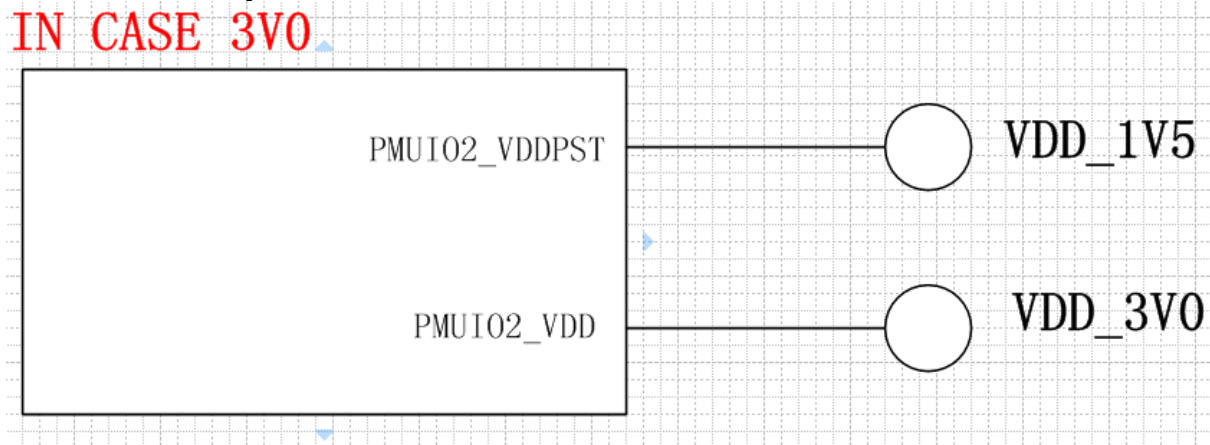 IN CASE 3V0
PMUIO2_VDDPST
VDD_1V5
PMUIO2_VDD
VDD_3V0